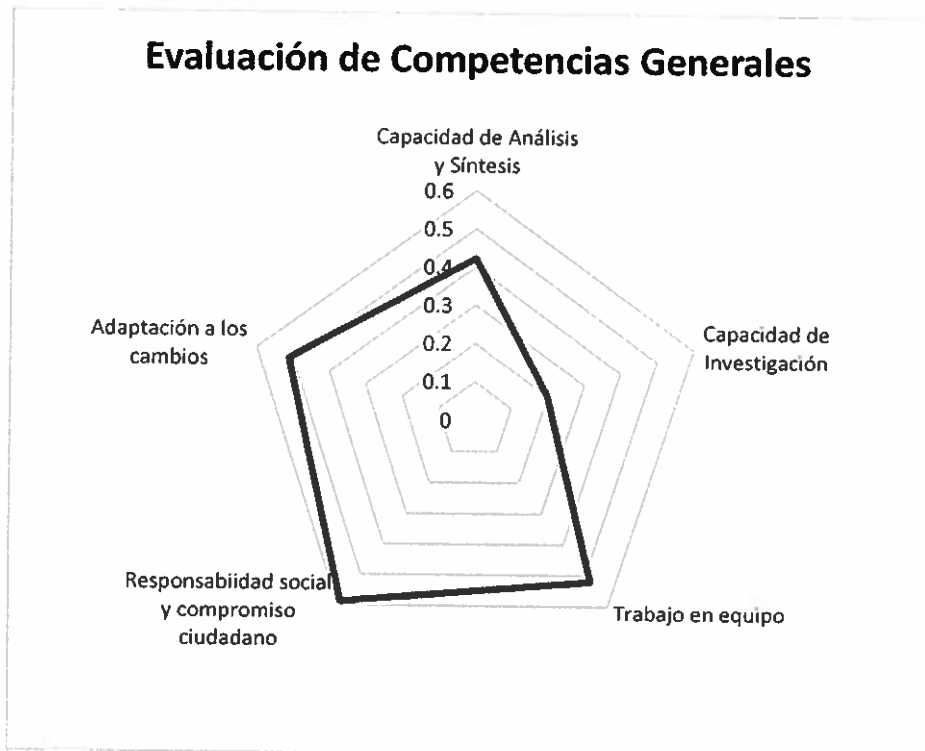 Evaluación de Competencias Generales
Capacidad de Análisis
y Síntesis
0.6
0.5
0.4
0.3
0.2
0.1
0
Adaptación a los
cambios
Capacidad de
Investigación
Responsabiidad social
y compromiso
ciudadano
Trabajo en equipo